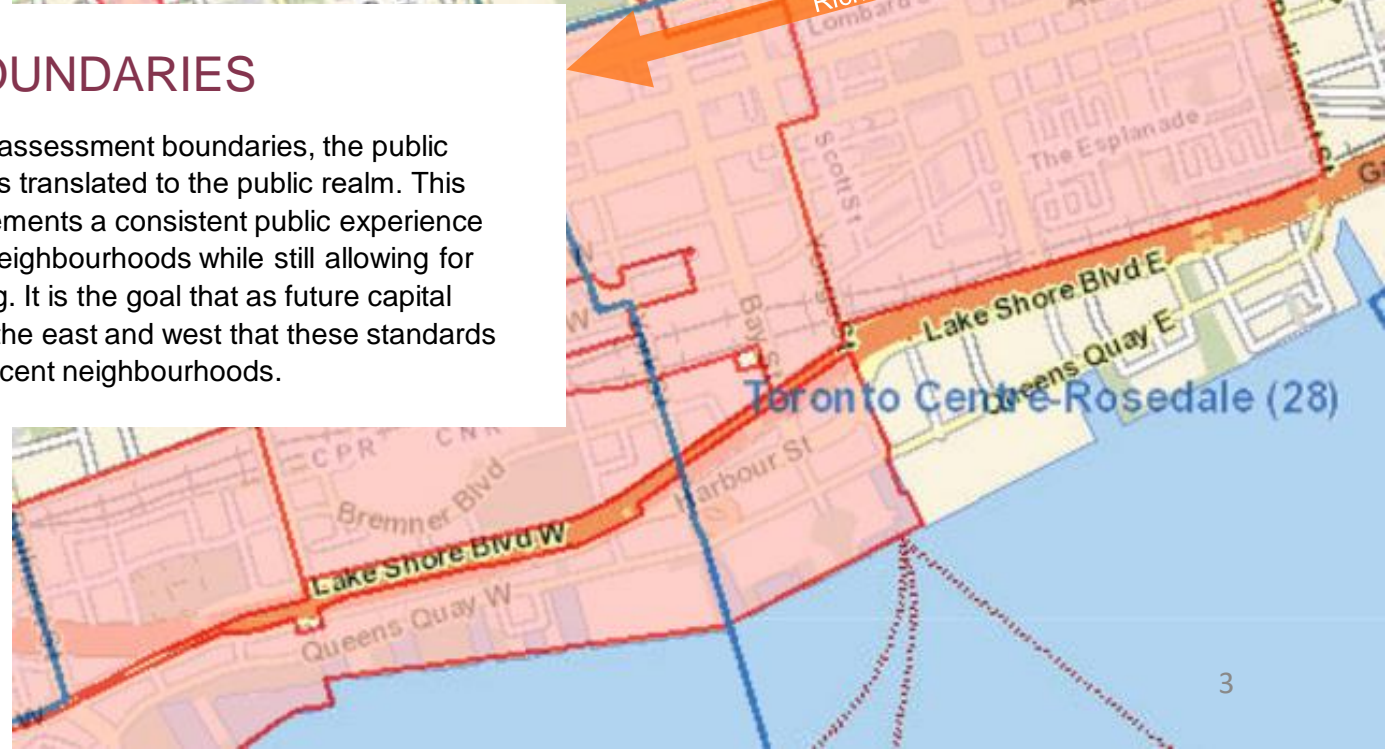 OUNDARIES
assessment boundaries, the public
s translated to the public realm. This
ements a consistent public experience
eighbourhoods while still allowing for
g. It is the goal that as future capital
the east and west that these standards
cent neighbourhoods.
Lombard
Scott St
The Esplanade
Bay St
Lake Shore Blvd E
Queens Quay E
Toronto Centre-Rosedale (28)
CPR
CNR
Bremner Blvd
Harbour St
Lake Shore Blvd W
Queens Quay W
3